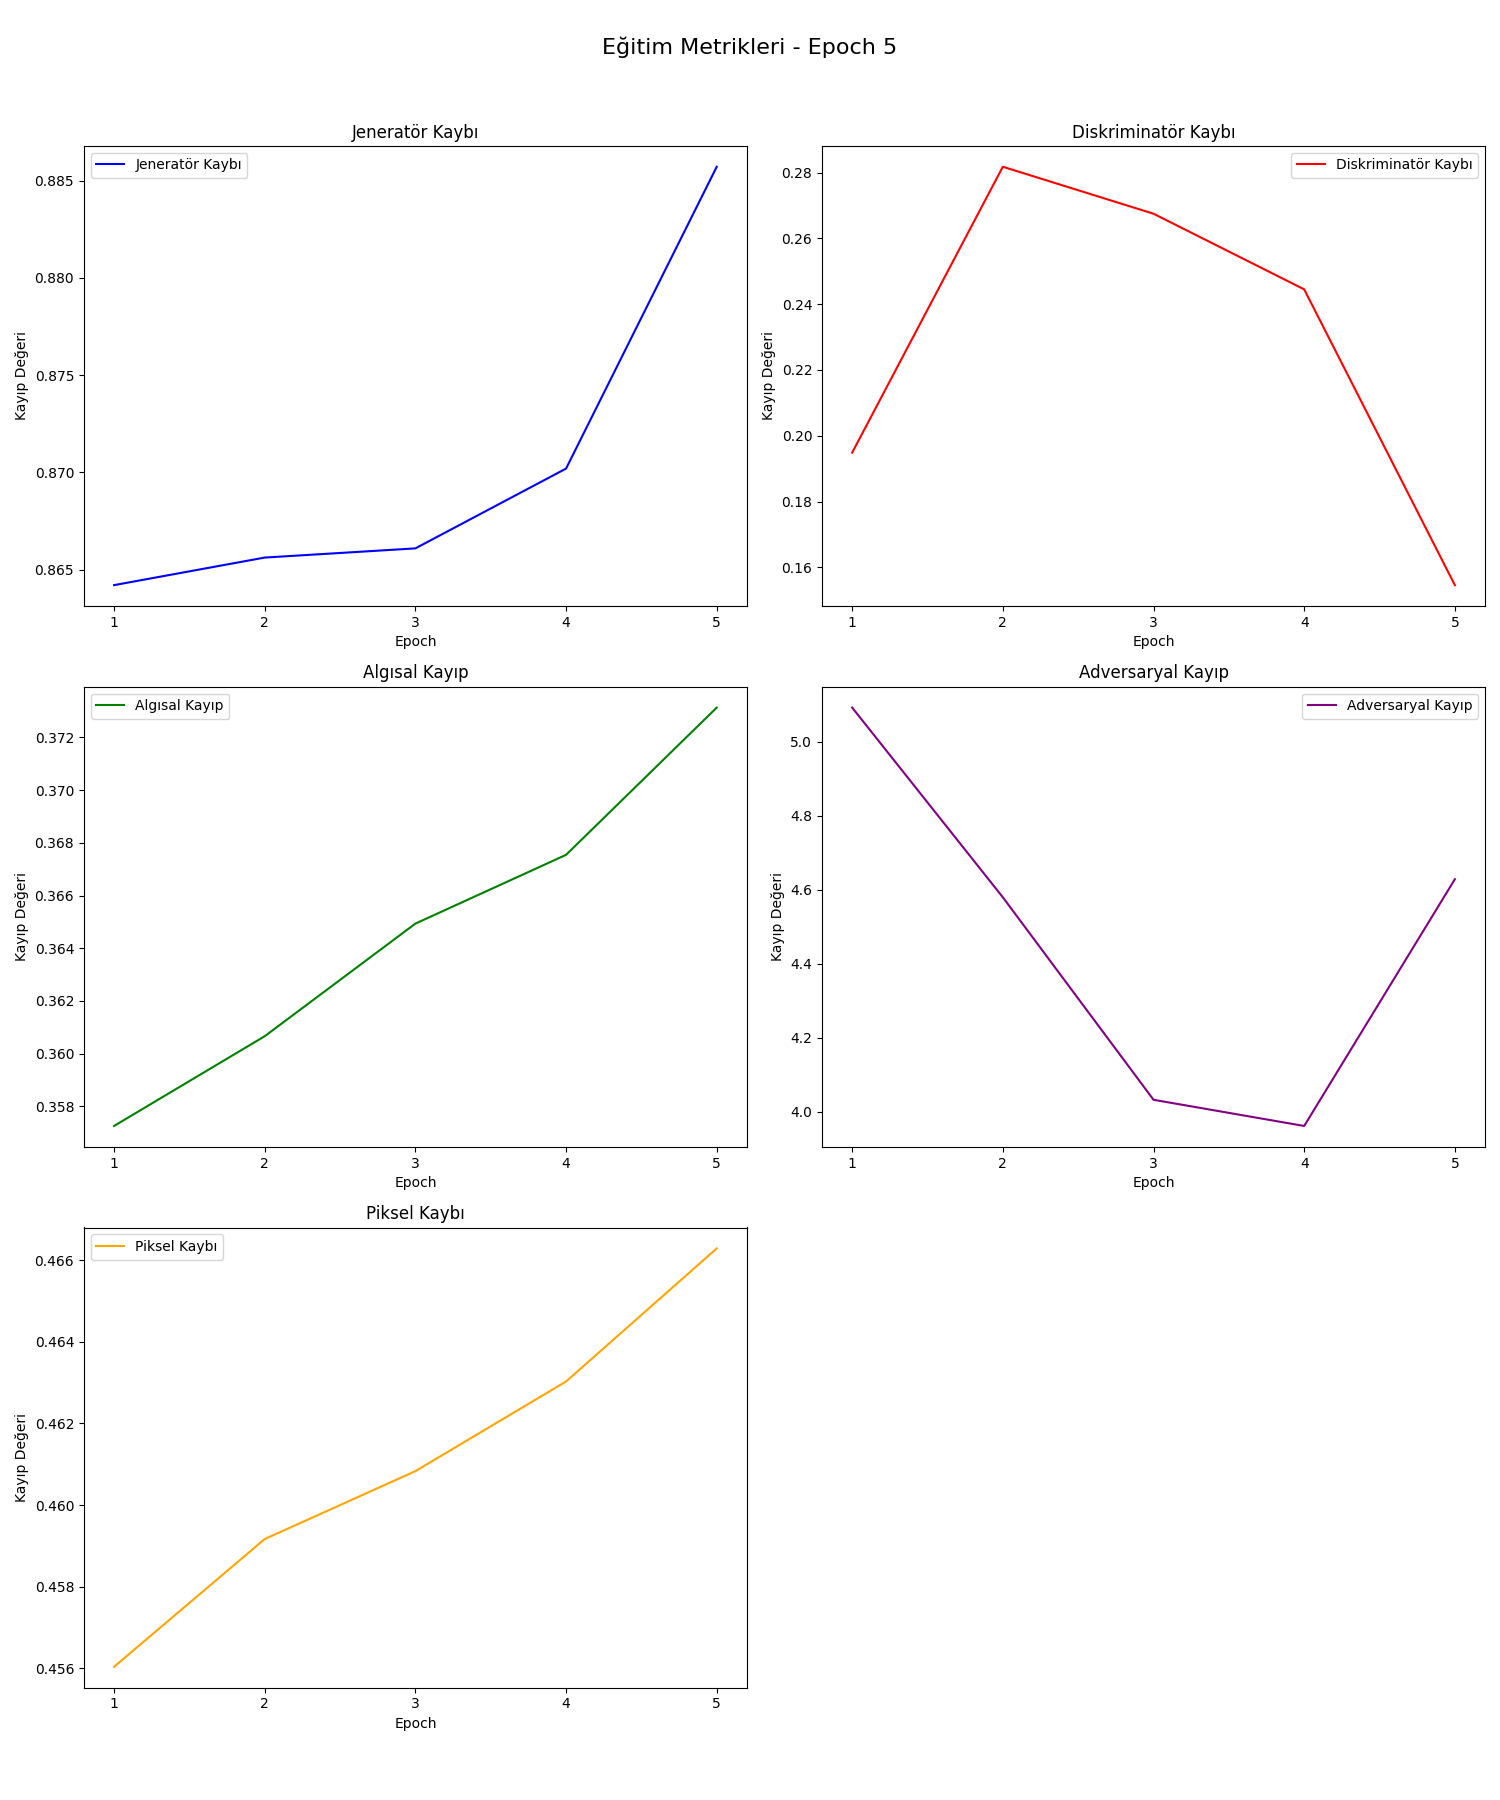 Eğitim Metrikleri - Epoch 5
Jeneratör Kaybı
Jeneratör Kaybı
0.885
0.880
0.875
0.870
0.865
Kayıp Değeri
1 2 3 4 5
Epoch
Diskriminatör Kaybı
Diskriminatör Kaybı
0.28
0.26
0.24
0.22
0.20
0.18
0.16
Kayıp Değeri
1 2 3 4 5
Epoch
Algısal Kayıp
Algısal Kayıp
0.372
0.370
0.368
0.366
0.364
0.362
0.360
0.358
Kayıp Değeri
1 2 3 4 5
Epoch
Adversaryal Kayıp
Adversaryal Kayıp
5.0
4.8
4.6
4.4
4.2
4.0
Kayıp Değeri
1 2 3 4 5
Epoch
Piksel Kaybı
Piksel Kaybı
0.466
0.464
0.462
0.460
0.458
0.456
Kayıp Değeri
1 2 3 4 5
Epoch